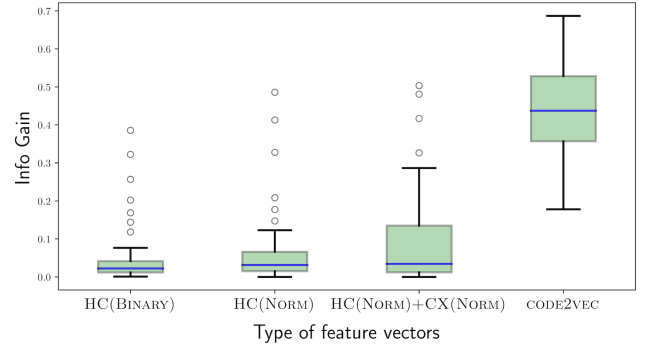 0.7
0.6
0.5
0.4
0.3
0.2
0.1
0.0
Info Gain
HC(Binary) HC(Norm) HC(Norm)+CX(Norm) code2vec
Type of feature vectors